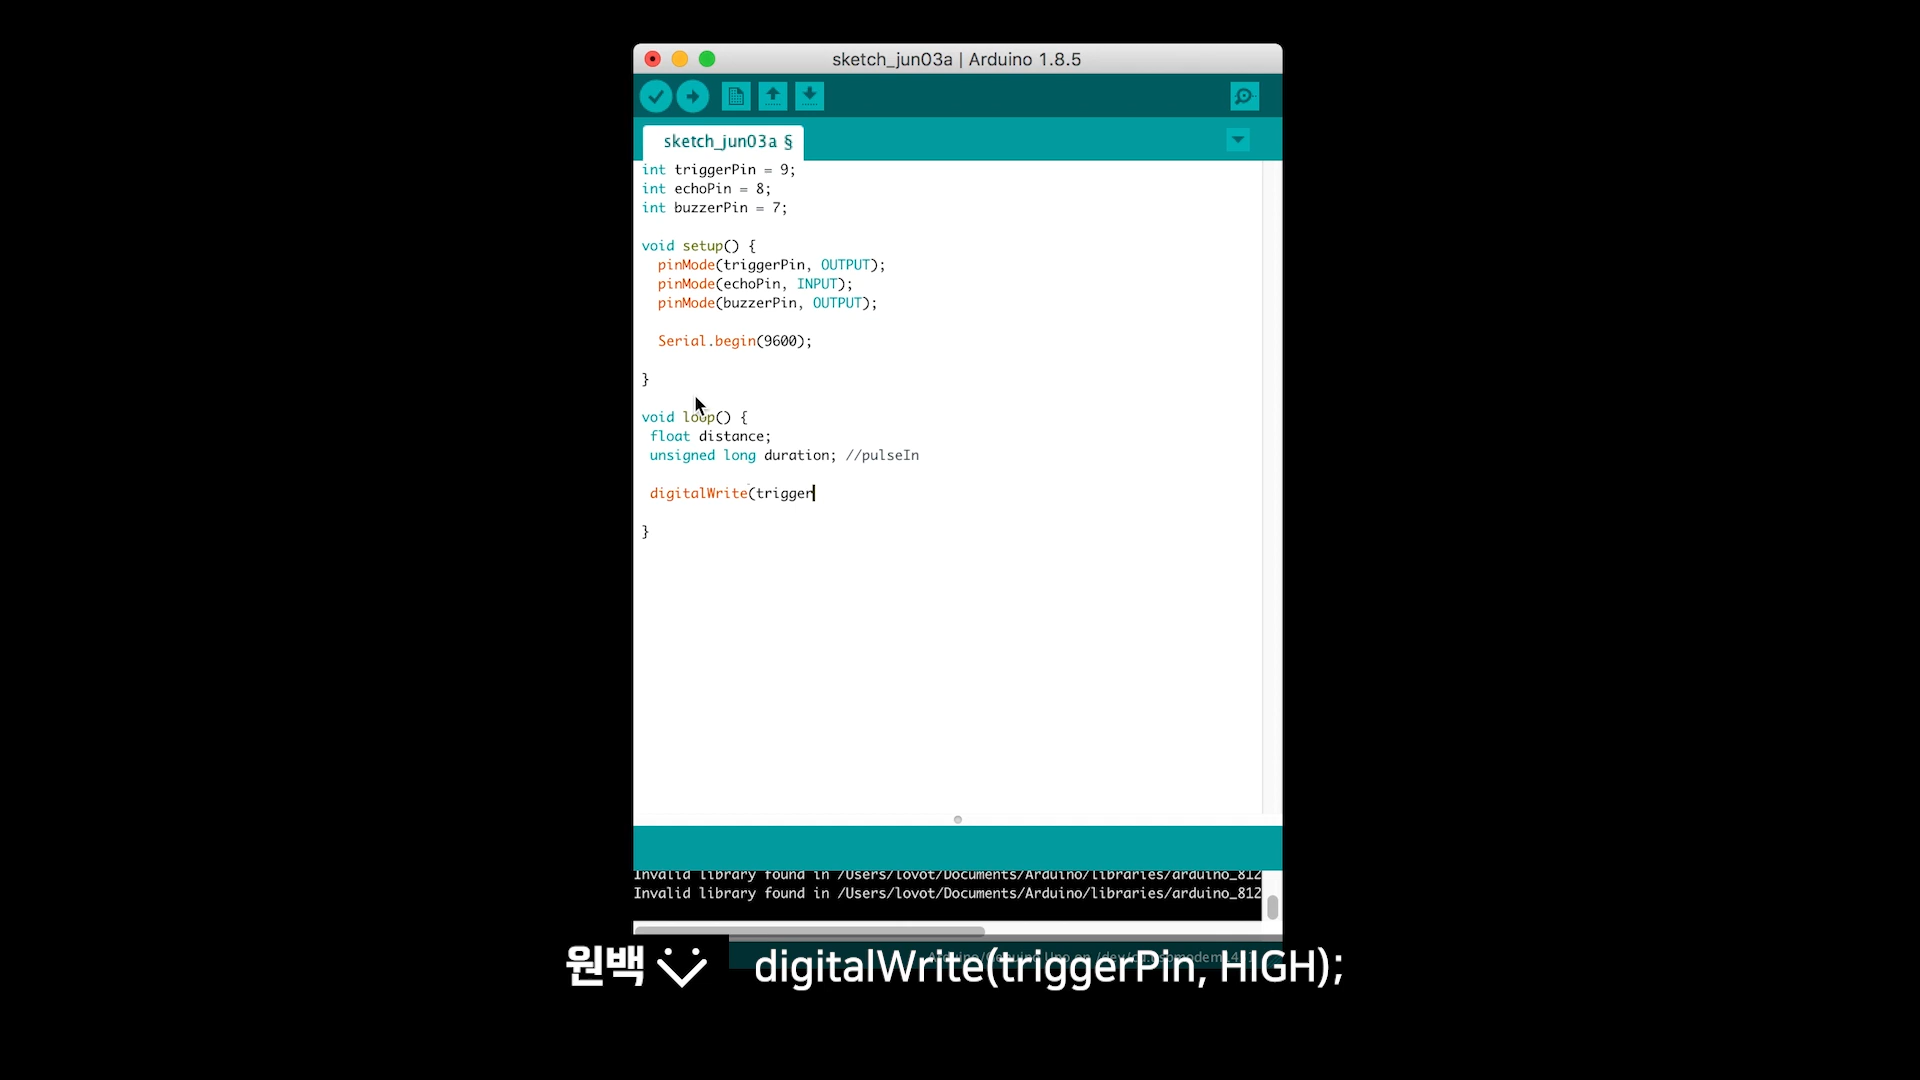 sketch_jun03a | Arduino 1.8.5
sketch_jun03a §
int triggerPin = 9;
int echoPin = 8;
int buzzerPin = 7;
void setup() {
pinMode(triggerPin, OUTPUT);
pinMode(echoPin, INPUT);
pinMode(buzzerPin, OUTPUT);
Serial.begin(9600);
}
void loop() {
float distance;
unsigned long duration; //pulseIn
digitalWrite(trigger
}
Invalid library found in /Users/lovot/Documents/Arduino/libraries/arduino_812
Invalid library found in /Users/lovot/Documents/Arduino/libraries/arduino_812
원백 digitalWrite(triggerPin, HIGH);